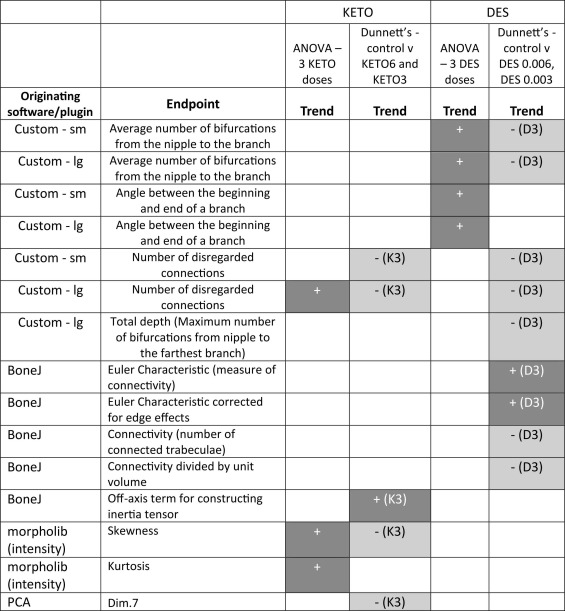 KETO DES
ANOVA – Dunnett's - ANOVA Dunnett's -
3 KETO control v – 3 DES control v
doses KETO6 and doses DES 0.006,
KETO3 DES 0.003
Originating Endpoint Trend Trend Trend Trend
software/plugin
Custom - sm Average number of bifurcations + - (D3)
from the nipple to the branch
Custom - lg Average number of bifurcations + - (D3)
from the nipple to the branch
Custom - sm Angle between the beginning +
and end of a branch
Custom - lg Angle between the beginning +
and end of a branch
Custom - sm Number of disregarded - (K3) - (D3)
connections
Custom - lg Number of disregarded + - (K3) - (D3)
connections
Custom - lg Total depth (Maximum number - (D3)
of bifurcations from nipple to
the farthest branch)
BoneJ Euler Characteristic (measure of + (D3)
connectivity)
BoneJ Euler Characteristic corrected + (D3)
for edge effects
BoneJ Connectivity (number of - (D3)
connected trabeculae)
BoneJ Connectivity divided by unit - (D3)
volume
BoneJ Off-axis term for constructing + (K3)
inertia tensor
morpholib Skewness + - (K3)
(intensity)
morpholib Kurtosis +
(intensity)
PCA Dim.7 - (K3)